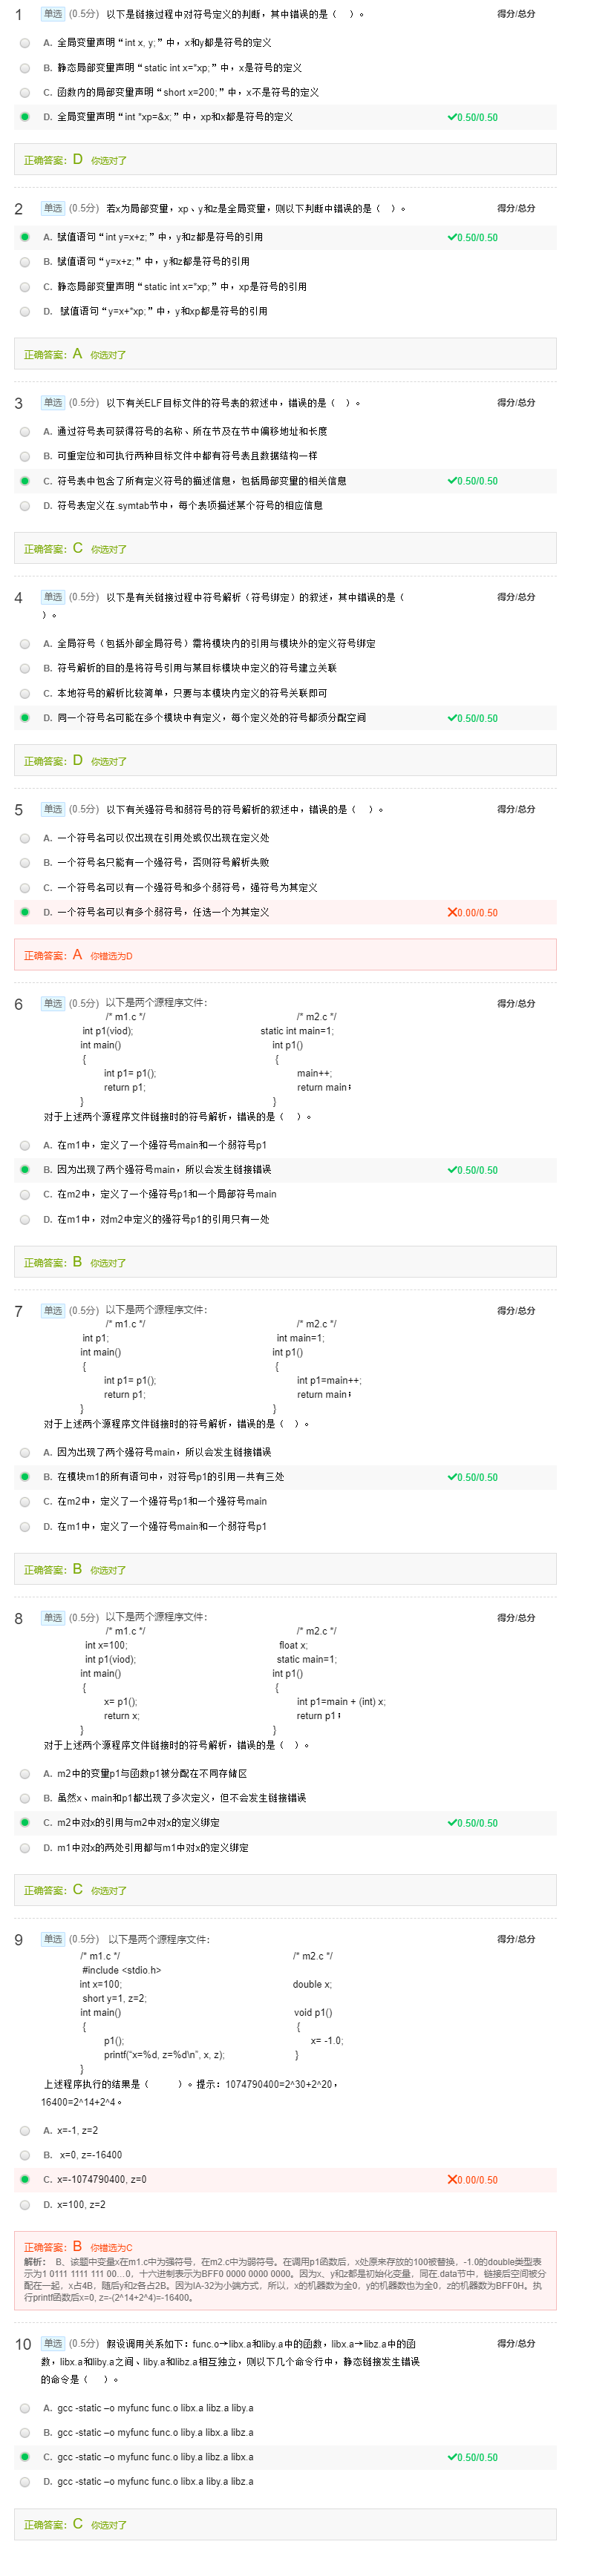 1 单选 (0.5分) 以下是链接过程中对符号定义的判断，其中错误的是（ ）。 得分/总分
A. 全局变量声明“int x, y;”中，x和y都是符号的定义
B. 静态局部变量声明“static int x=*xp;”中，x是符号的定义
C. 函数内的局部变量声明“short x=200;”中，x不是符号的定义
D. 全局变量声明“int *xp=&x;”中，xp和x都是符号的定义 0.50/0.50
正确答案：D 你选对了
2 单选 (0.5分) 若x为局部变量，xp、y和z是全局变量，则以下判断中错误的是（ ）。 得分/总分
A. 赋值语句“int y=x+z;”中，y和z都是符号的引用 0.50/0.50
B. 赋值语句“y=x+z;”中，y和z都是符号的引用
C. 静态局部变量声明“static int x=*xp;”中，xp是符号的引用
D. 赋值语句“y=x+*xp;”中，y和xp都是符号的引用
正确答案：A 你选对了
3 单选 (0.5分) 以下有关ELF目标文件的符号表的叙述中，错误的是（ ）。 得分/总分
A. 通过符号表可获得符号的名称、所在节及在节中偏移地址和长度
B. 可重定位和可执行两种目标文件中都有符号表且数据结构一样
C. 符号表中包含了所有定义符号的描述信息，包括局部变量的相关信息 0.50/0.50
D. 符号表定义在.symtab节中，每个表项描述某个符号的相应信息
正确答案：C 你选对了
4 单选 (0.5分) 以下是有关链接过程中符号解析（符号绑定）的叙述，其中错误的是（ 得分/总分
）。
A. 全局符号（包括外部全局符号）需将模块内的引用与模块外的定义符号绑定
B. 符号解析的目的是将符号引用与某目标模块中定义的符号建立关联
C. 本地符号的解析比较简单，只要与本模块内定义的符号关联即可
D. 同一个符号名可能在多个模块中有定义，每个定义处的符号都须分配空间 0.50/0.50
正确答案：D 你选对了
5 单选 (0.5分) 以下有关强符号和弱符号的符号解析的叙述中，错误的是（ ）。 得分/总分
A. 一个符号名可以仅出现在引用处或仅出现在定义处
B. 一个符号名只能有一个强符号，否则符号解析失败
C. 一个符号名可以有一个强符号和多个弱符号，强符号为其定义
D. 一个符号名可以有多个弱符号，任选一个为其定义 0.00/0.50
正确答案：A 你错选为D
6 单选 (0.5分) 以下是两个源程序文件： 得分/总分
/* m1.c */ /* m2.c */
int p1(viod); static int main=1;
int main() int p1()
{ {
int p1= p1(); main++;
return p1; return main；
} }
对于上述两个源程序文件链接时的符号解析，错误的是（ ）。
A. 在m1中，定义了一个强符号main和一个弱符号p1
B. 因为出现了两个强符号main，所以会发生链接错误 0.50/0.50
C. 在m2中，定义了一个强符号p1和一个局部符号main
D. 在m1中，对m2中定义的强符号p1的引用只有一处
正确答案：B 你选对了
7 单选 (0.5分) 以下是两个源程序文件： 得分/总分
/* m1.c */ /* m2.c */
int p1; int main=1;
int main() int p1()
{ {
int p1= p1(); int p1=main++;
return p1; return main；
} }
对于上述两个源程序文件链接时的符号解析，错误的是（ ）。
A. 因为出现了两个强符号main，所以会发生链接错误
B. 在模块m1的所有语句中，对符号p1的引用一共有三处 0.50/0.50
C. 在m2中，定义了一个强符号p1和一个强符号main
D. 在m1中，定义了一个强符号main和一个弱符号p1
正确答案：B 你选对了
8 单选 (0.5分) 以下是两个源程序文件： 得分/总分
/* m1.c */ /* m2.c */
int x=100; float x;
int p1(viod); static main=1;
int main() int p1()
{ {
x= p1(); int p1=main + (int) x;
return x; return p1；
} }
对于上述两个源程序文件链接时的符号解析，错误的是（ ）。
A. m2中的变量p1与函数p1被分配在不同存储区
B. 虽然x、main和p1都出现了多次定义，但不会发生链接错误
C. m2中对x的引用与m2中对x的定义绑定 0.50/0.50
D. m1中对x的两处引用都与m1中对x的定义绑定
正确答案：C 你选对了
9 单选 (0.5分) 以下是两个源程序文件： 得分/总分
/* m1.c */ /* m2.c */
#include <stdio.h>
int x=100; double x;
short y=1, z=2;
int main() void p1()
{ {
p1(); x= -1.0;
printf(“x=%d, z=%d\n”, x, z); }
}
上述程序执行的结果是（ ）。提示：1074790400=2^30+2^20，
16400=2^14+2^4。
A. x=-1, z=2
B. x=0, z=-16400
C. x=-1074790400, z=0 0.00/0.50
D. x=100, z=2
正确答案：B 你错选为C
解析： B、该题中变量x在m1.c中为强符号，在m2.c中为弱符号。在调用p1函数后，x处原来存放的100被替换，-1.0的double类型表
示为1 0111 1111 111 00…0，十六进制表示为BFF0 0000 0000 0000。因为x、y和z都是初始化变量，同在.data节中，链接后空间被分
配在一起，x占4B，随后y和z各占2B。因为IA-32为小端方式，所以，x的机器数为全0，y的机器数也为全0，z的机器数为BFF0H。执
行printf函数后x=0, z=-(2^14+2^4)=-16400。
10 单选 (0.5分) 假设调用关系如下：func.o→libx.a和liby.a中的函数，libx.a→libz.a中的函 得分/总分
数，libx.a和liby.a之间、liby.a和libz.a相互独立，则以下几个命令行中，静态链接发生错误
的命令是（ ）。
A. gcc -static –o myfunc func.o libx.a libz.a liby.a
B. gcc -static –o myfunc func.o libx.a liby.a libz.a
C. gcc -static –o myfunc func.o liby.a libz.a libx.a 0.50/0.50
D. gcc -static –o myfunc func.o libx.a liby.a libz.a
正确答案：C 你选对了